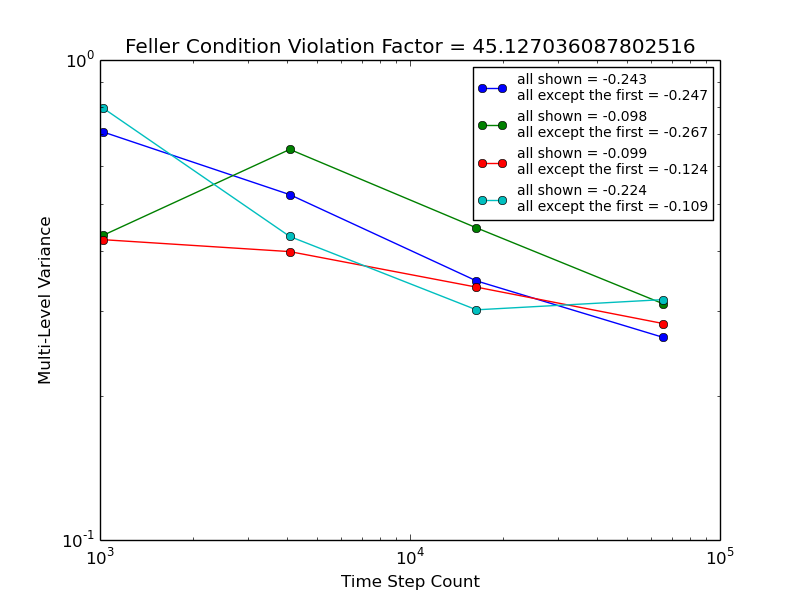 Feller Condition Violation Factor = 45.127036087802516
all shown = -0.243
all except the first = -0.247
all shown = -0.098
all except the first = -0.267
all shown = -0.099
all except the first = -0.124
all shown = -0.224
all except the first = -0.109
Multi-Level Variance
10^0
10^-1
10^3
10^4
10^5
Time Step Count